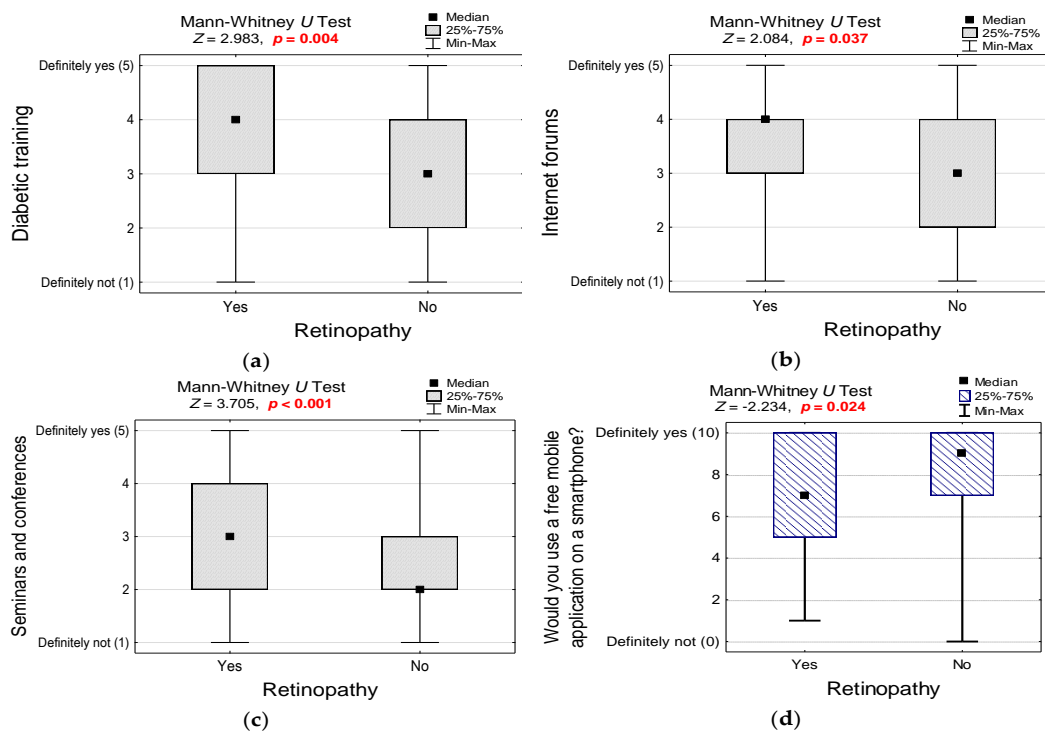 Mann-Whitney U Test
Z = 2.983, p = 0.004
Median
25%-75%
Min-Max
Diabetic training
Definitely yes (5)
4
3
2
Definitely not (1)
Yes
No
Retinopathy
(a)
Mann-Whitney U Test
Z = 2.084, p = 0.037
Median
25%-75%
Min-Max
Internet forums
Definitely yes (5)
4
3
2
Definitely not (1)
Yes
No
Retinopathy
(b)
Mann-Whitney U Test
Z = 3.705, p < 0.001
Median
25%-75%
Min-Max
Seminars and conferences
Definitely yes (5)
4
3
2
Definitely not (1)
Yes
No
Retinopathy
(c)
Mann-Whitney U Test
Z = -2.234, p = 0.024
Median
25%-75%
Min-Max
Would you use a free mobile
application on a smartphone?
Definitely yes (10)
8
6
4
2
Definitely not (0)
Yes
No
Retinopathy
(d)